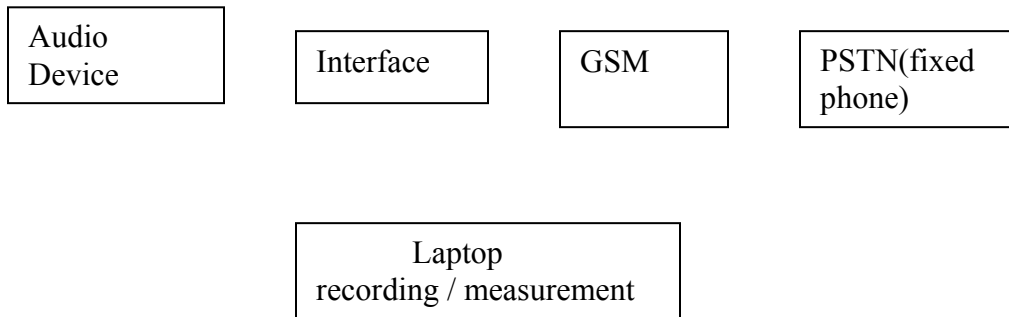 Audio
Device
Interface
GSM
PSTN(fixed
phone)
Laptop
recording / measurement